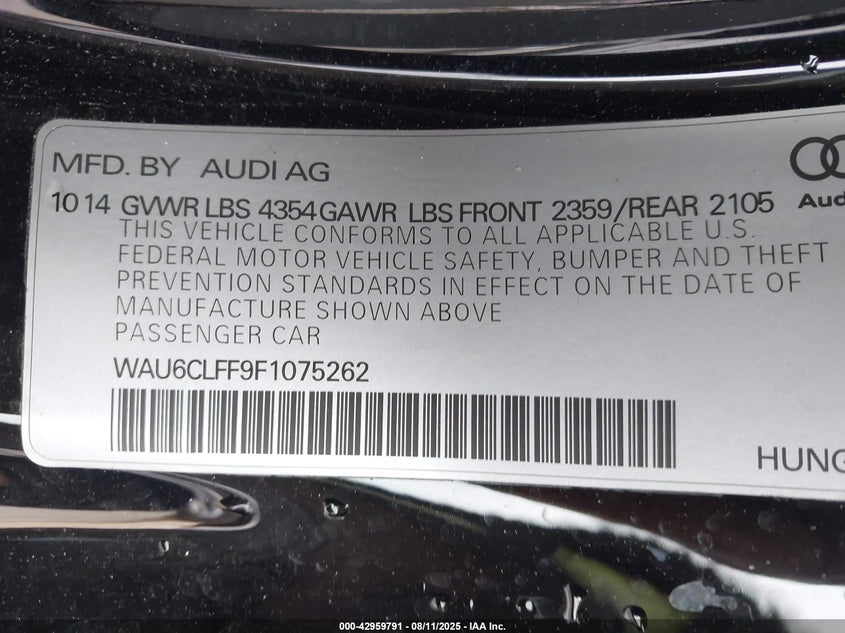 MFD. BY AUDI AG
10 14 GVWR LBS 4354 GAWR LBS FRONT 2359/REAR 2105
THIS VEHICLE CONFORMS TO ALL APPLICABLE U.S.
FEDERAL MOTOR VEHICLE SAFETY, BUMPER AND THEFT
PREVENTION STANDARDS IN EFFECT ON THE DATE OF
MANUFACTURE SHOWN ABOVE
PASSENGER CAR
WAU6CLFF9F1075262
Aud
HUNG
000-42959791 - 08/11/2025 - IAA Inc.